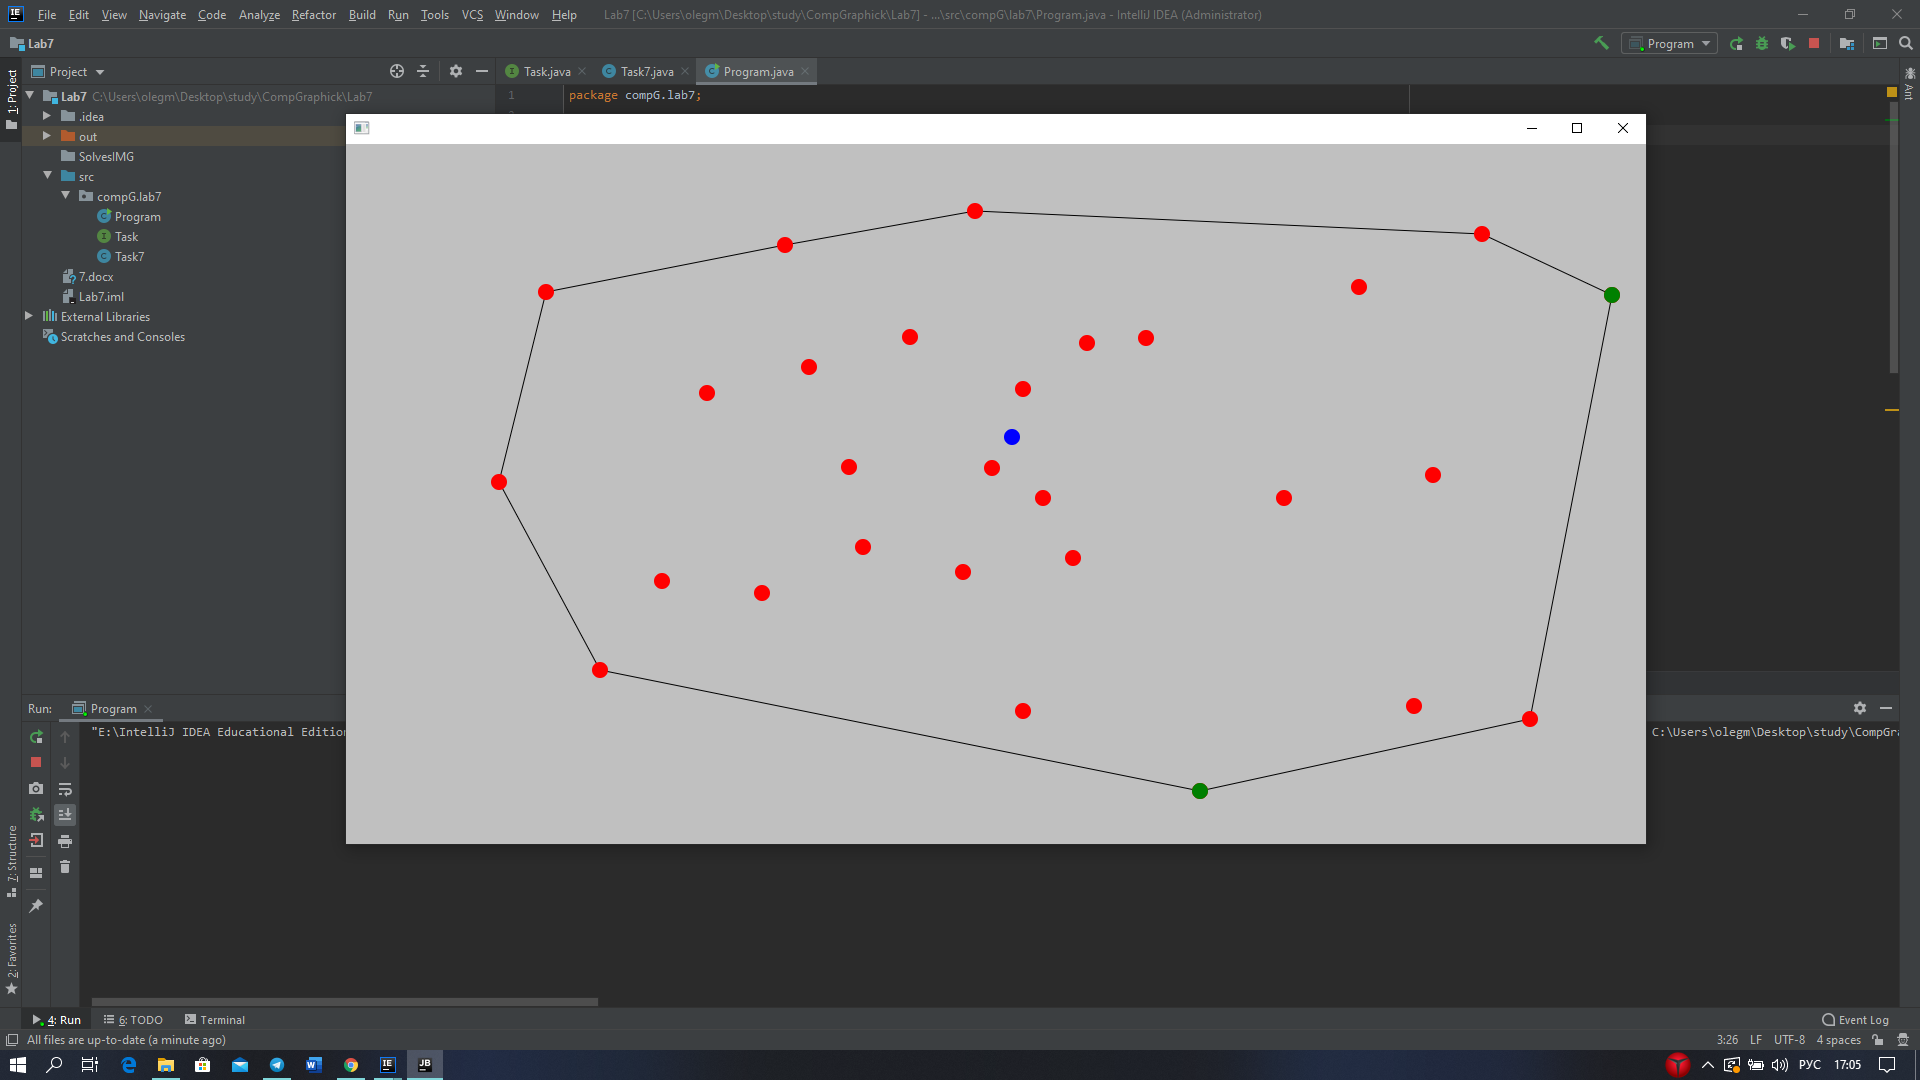 IE File Edit View Navigate Code Analyze Refactor Build Run Tools VCS Window Help Lab7 [C:\Users\olegm\Desktop\study\CompGraphick\Lab7] - ...\src\compG\lab7\Program.java - IntelliJ IDEA (Administrator)
Lab7 Program
1: Project Project Task.java Task7.java Program.java Ant
Lab7 C:\Users\olegm\Desktop\study\CompGraphick\Lab7
1 package compG.lab7;
.idea
out
SolvesIMG
src
compG.lab7
Program
Task
Task7
7.docx
Lab7.iml
External Libraries
Scratches and Consoles
Run: Program
"E:\IntelliJ IDEA Educational Edition C:\Users\olegm\Desktop\study\CompGra
7: Structure
2: Favorites
4: Run 6: TODO Terminal Event Log
All files are up-to-date (a minute ago) 3:26 LF UTF-8 4 spaces
IE JB РУС 17:05